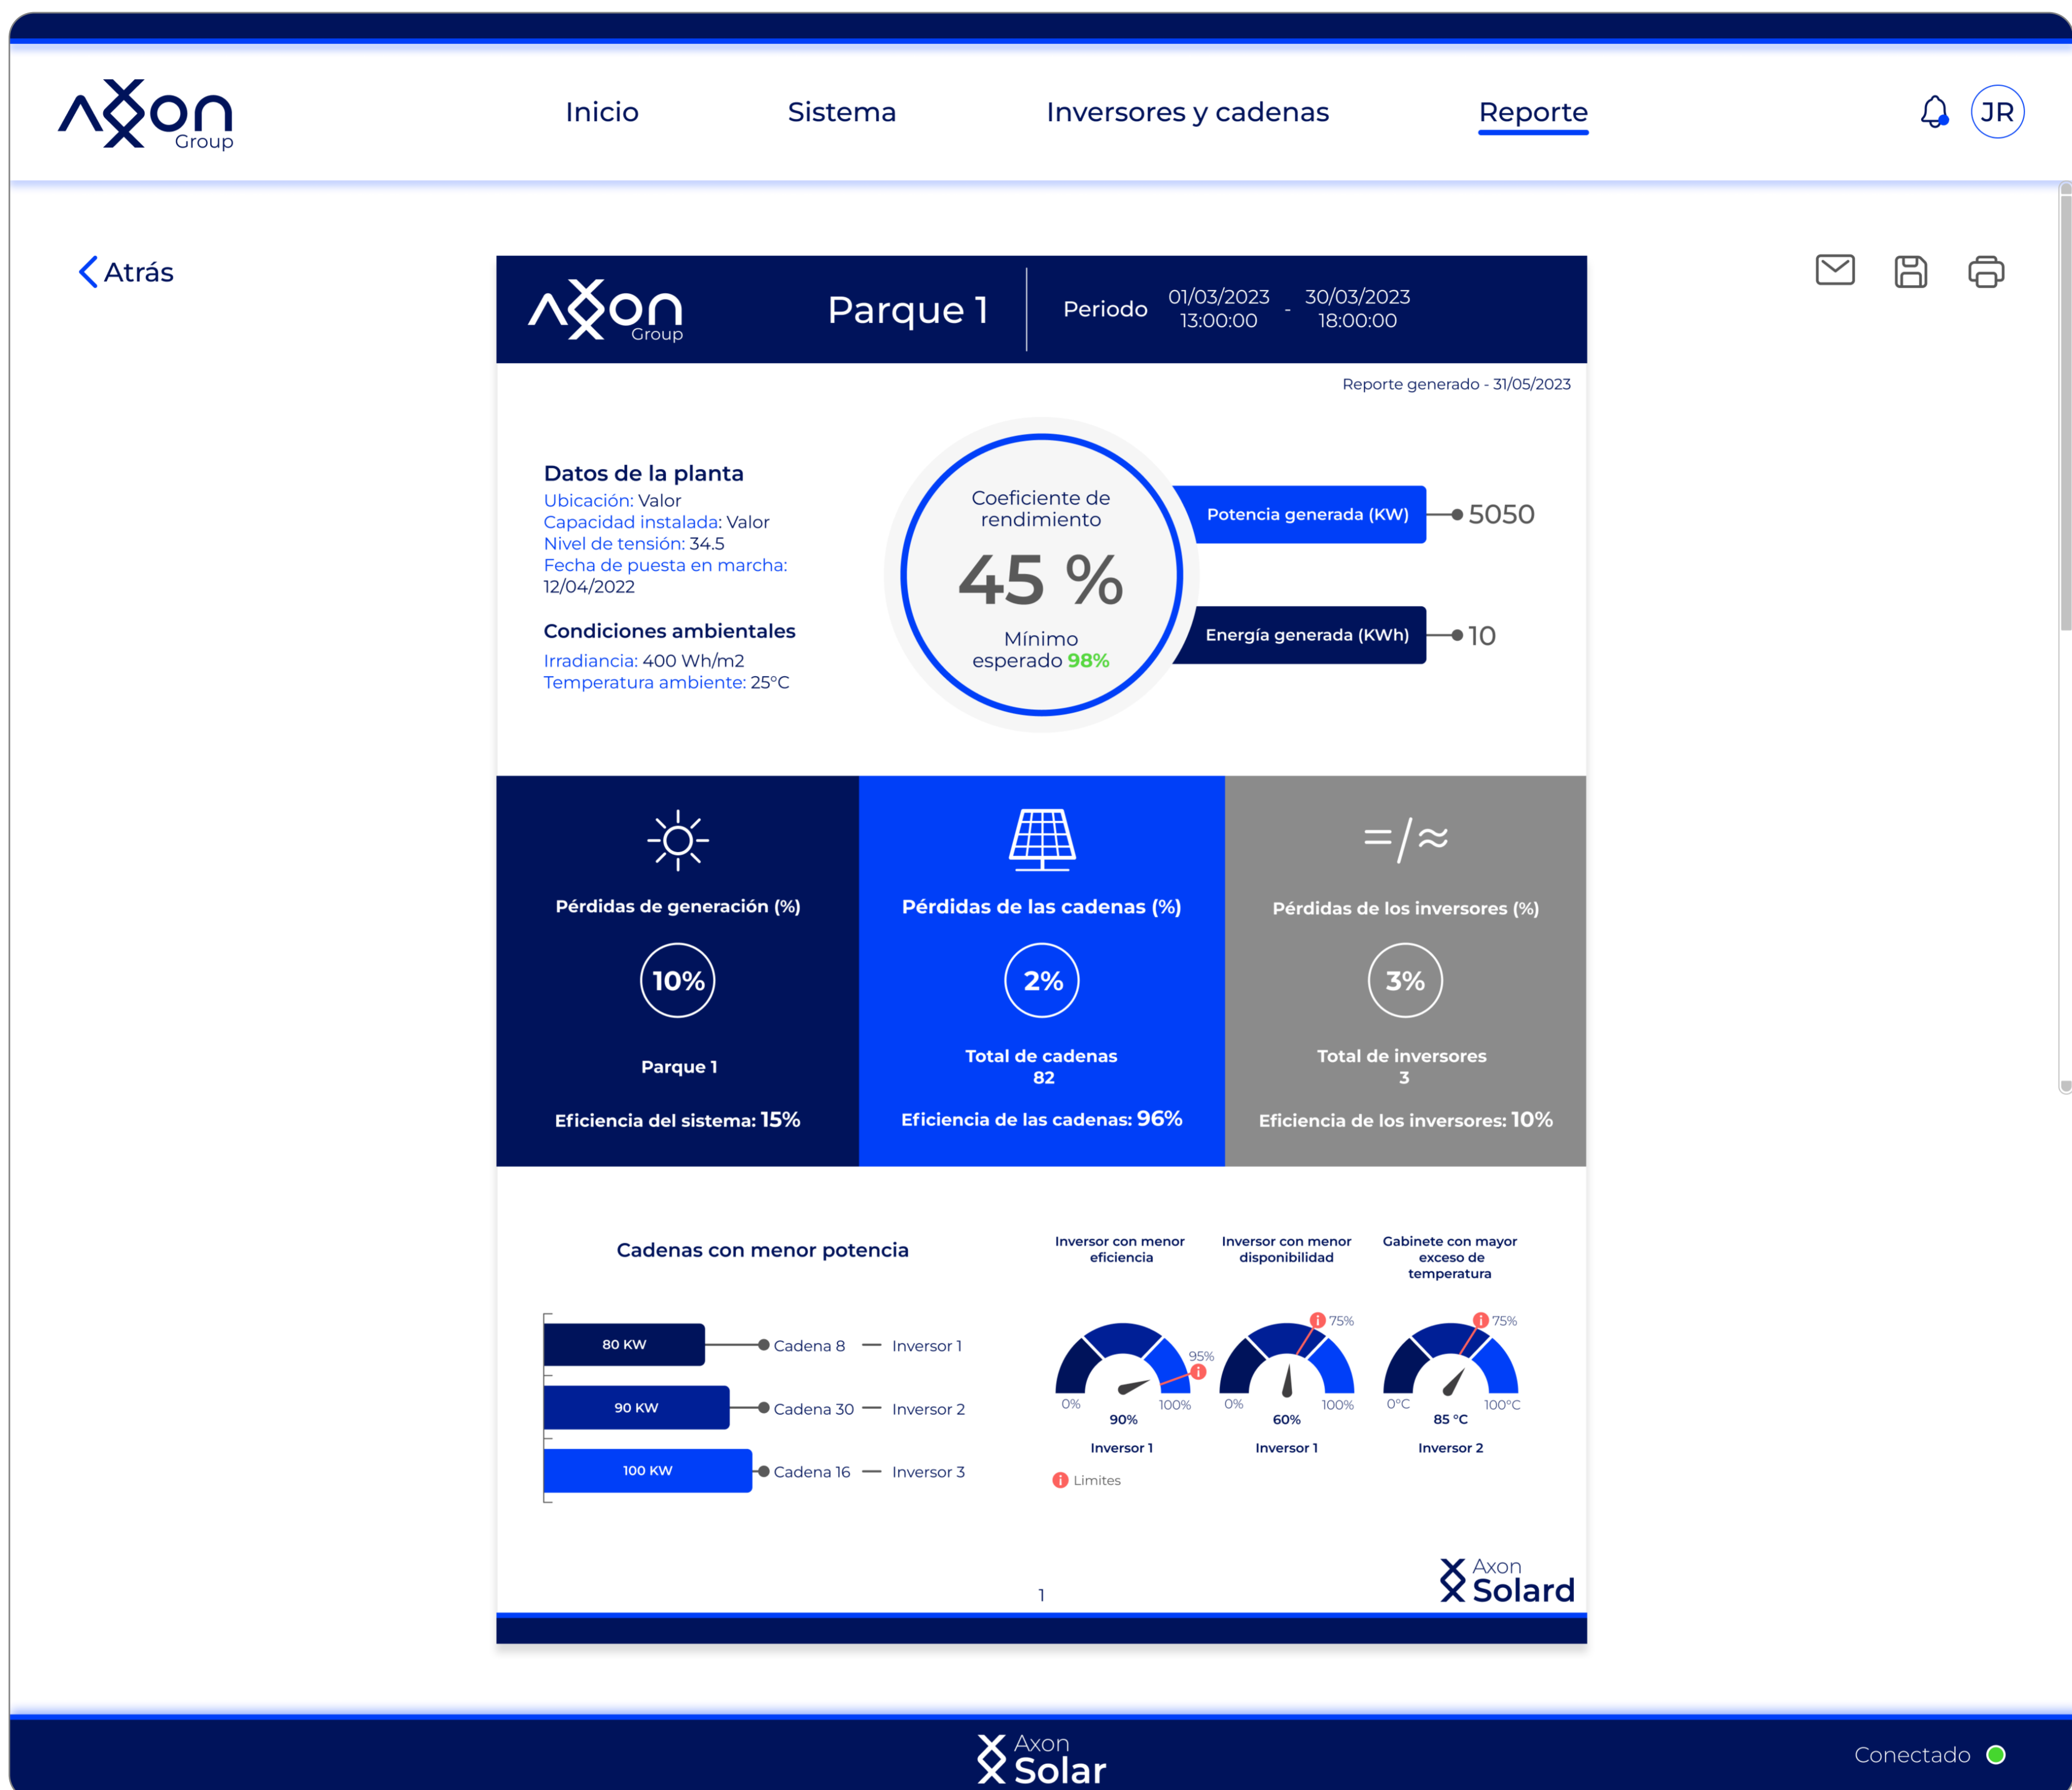 Axon
Group
Inicio
Sistema
Inversores y cadenas
Reporte
JR
Atrás
Axon
Group
Parque 1
Periodo
01/03/2023
13:00:00
-
30/03/2023
18:00:00
Reporte generado - 31/05/2023
Datos de la planta
Ubicación: Valor
Capacidad instalada: Valor
Nivel de tensión: 34.5
Fecha de puesta en marcha:
12/04/2022
Condiciones ambientales
Irradiancia: 400 Wh/m2
Temperatura ambiente: 25°C
Coeficiente de
rendimiento
45 %
Mínimo
esperado 98%
Potencia generada (KW)
5050
Energía generada (KWh)
10
=/≈
Pérdidas de generación (%)
10%
Parque 1
Eficiencia del sistema: 15%
Pérdidas de las cadenas (%)
2%
Total de cadenas
82
Eficiencia de las cadenas: 96%
Pérdidas de los inversores (%)
3%
Total de inversores
3
Eficiencia de los inversores: 10%
Cadenas con menor potencia
80 KW
Cadena 8 — Inversor 1
90 KW
Cadena 30 — Inversor 2
100 KW
Cadena 16 — Inversor 3
Inversor con menor
eficiencia
95%
0%
100%
90%
Inversor 1
Inversor con menor
disponibilidad
75%
0%
100%
60%
Inversor 1
Gabinete con mayor
exceso de
temperatura
75%
0°C
100°C
85 °C
Inversor 2
Limites
Axon
Solard
1
Axon
Solar
Conectado